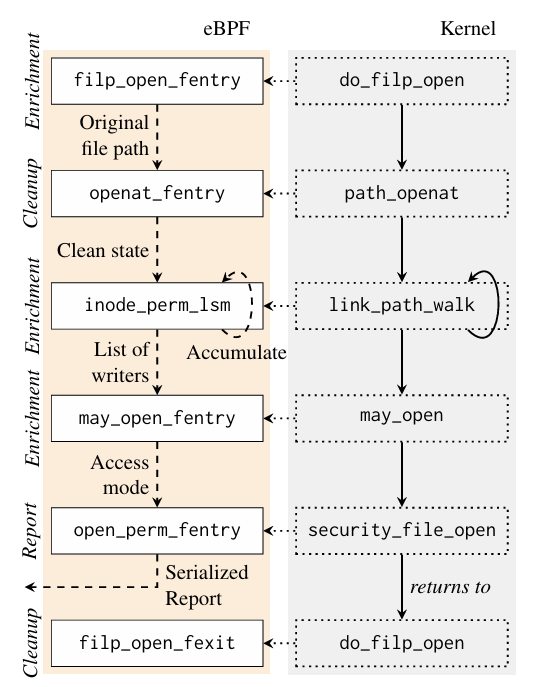 eBPF Kernel
Enrichment
filp_open_fentry
do_filp_open
Original
file path
Cleanup
openat_fentry
path_openat
Clean state
Enrichment
inode_perm_lsm
link_path_walk
List of
writers
Accumulate
Enrichment
may_open_fentry
may_open
Access
mode
Report
open_perm_fentry
security_file_open
Serialized
Report
returns to
Cleanup
filp_open_fexit
do_filp_open